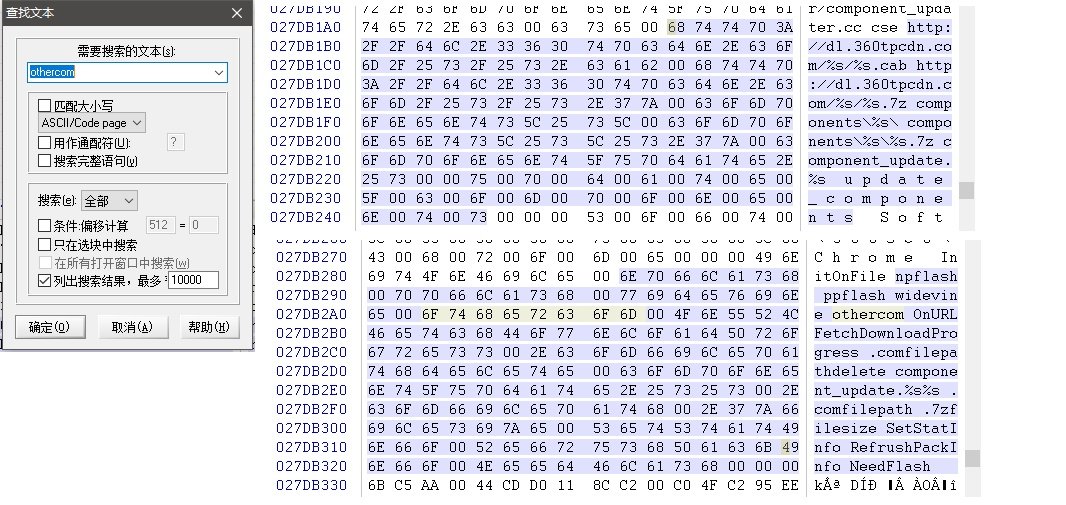 查找文本
需要搜索的文本(s):
othercom
匹配大小写
ASCII/Code page
用作通配符(U):
?
搜索完整语句(y)
搜索(e): 全部
条件:偏移计算 512 = 0
只在选块中搜索
在所有打开窗口中搜索(w)
列出搜索结果，最多 10000
确定(O) 取消(A) 帮助(H)
027DB190 72 2F 63 6F 6D 70 6F 6E 65 6E 74 5F 75 70 64 61 r/component_upda
027DB1A0 74 65 72 2E 63 63 00 63 73 65 00 68 74 74 70 3A ter.cc cse http:
027DB1B0 2F 2F 64 6C 2E 33 36 30 74 70 63 64 6E 2E 63 6F //dl.360tpcdn.co
027DB1C0 6D 2F 25 73 2F 25 73 2E 63 61 62 00 68 74 74 70 m/%s/%s.cab http
027DB1D0 3A 2F 2F 64 6C 2E 33 36 30 74 70 63 64 6E 2E 63 ://dl.360tpcdn.c
027DB1E0 6F 6D 2F 25 73 2F 25 73 2E 37 7A 00 63 6F 6D 70 om/%s/%s.7z comp
027DB1F0 6F 6E 65 6E 74 73 5C 25 73 5C 00 63 6F 6D 70 6F onents\%s\ compo
027DB200 6E 65 6E 74 73 5C 25 73 5C 25 73 2E 37 7A 00 63 nents\%s\%s.7z c
027DB210 6F 6D 70 6F 6E 65 6E 74 5F 75 70 64 61 74 65 2E omponent_update.
027DB220 25 73 00 00 75 00 70 00 64 00 61 00 74 00 65 00 %s u p d a t e
027DB230 5F 00 63 00 6F 00 6D 00 70 00 6F 00 6E 00 65 00 _ c o m p o n e
027DB240 6E 00 74 00 73 00 00 00 53 00 6F 00 66 00 74 00 n t s S o f t
027DB270 43 00 68 00 72 00 6F 00 6D 00 65 00 00 00 49 6E C h r o m e In
027DB280 69 74 4F 6E 46 69 6C 65 00 6E 70 66 6C 61 73 68 itOnFile npflash
027DB290 00 70 70 66 6C 61 73 68 00 77 69 64 65 76 69 6E ppflash widevin
027DB2A0 65 00 6F 74 68 65 72 63 6F 6D 00 4F 6E 55 52 4C e othercom OnURL
027DB2B0 46 65 74 63 68 44 6F 77 6E 6C 6F 61 64 50 72 6F FetchDownloadPro
027DB2C0 67 72 65 73 73 00 2E 63 6F 6D 66 69 6C 65 70 61 gress .comfilepa
027DB2D0 74 68 64 65 6C 65 74 65 00 63 6F 6D 70 6F 6E 65 thdelete compone
027DB2E0 6E 74 5F 75 70 64 61 74 65 2E 25 73 25 73 00 2E nt_update.%s%s .
027DB2F0 63 6F 6D 66 69 6C 65 70 61 74 68 00 2E 37 7A 66 comfilepath .7zf
027DB300 69 6C 65 73 69 7A 65 00 53 65 74 53 74 61 74 49 ilesize SetStatI
027DB310 6E 66 6F 00 52 65 66 72 75 73 68 50 61 63 6B 49 nfo RefrushPackI
027DB320 6E 66 6F 00 4E 65 65 64 46 6C 61 73 68 00 00 00 nfo NeedFlash
027DB330 6B C5 AA 00 44 CD D0 11 8C C2 00 C0 4F C2 95 EE